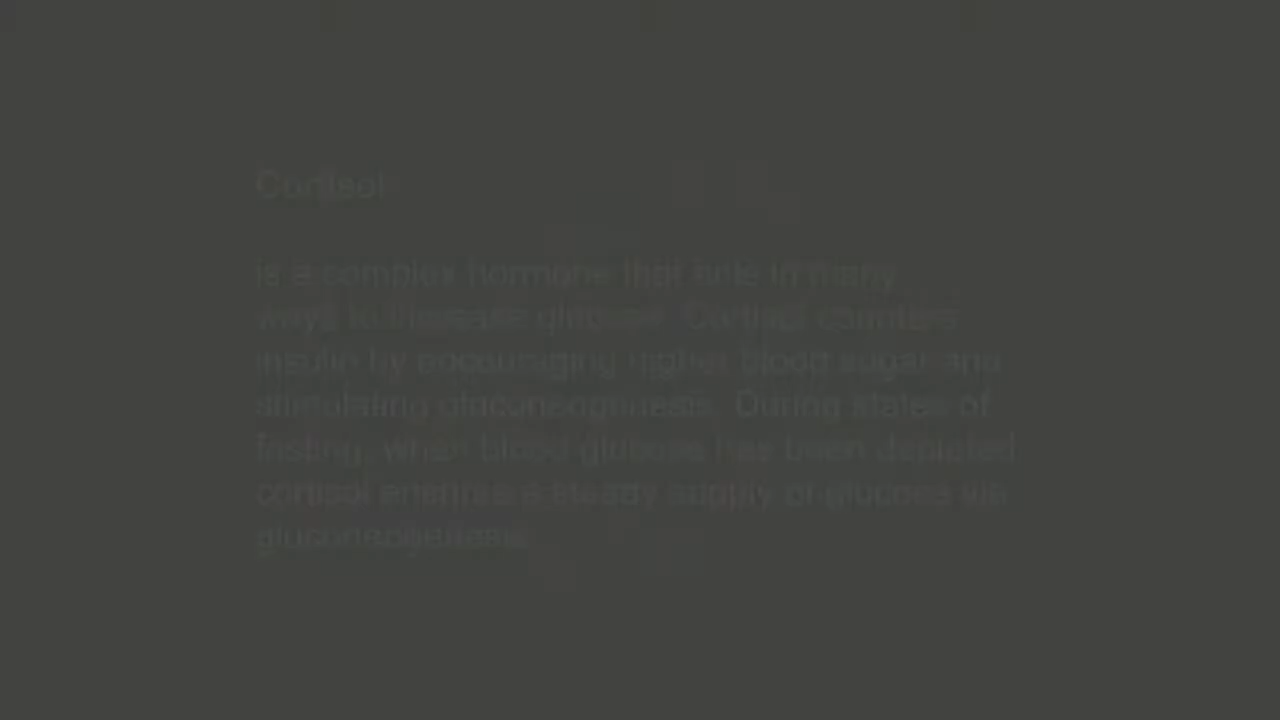 Cortisol
is a complex hormone that acts in many
ways to increase glucose. Cortisol counters
insulin by encouraging higher blood sugar and
stimulating gluconeogenesis. During states of
fasting, when blood glucose has been depleted
cortisol ensures a steady supply of glucose via
gluconeogenesis.